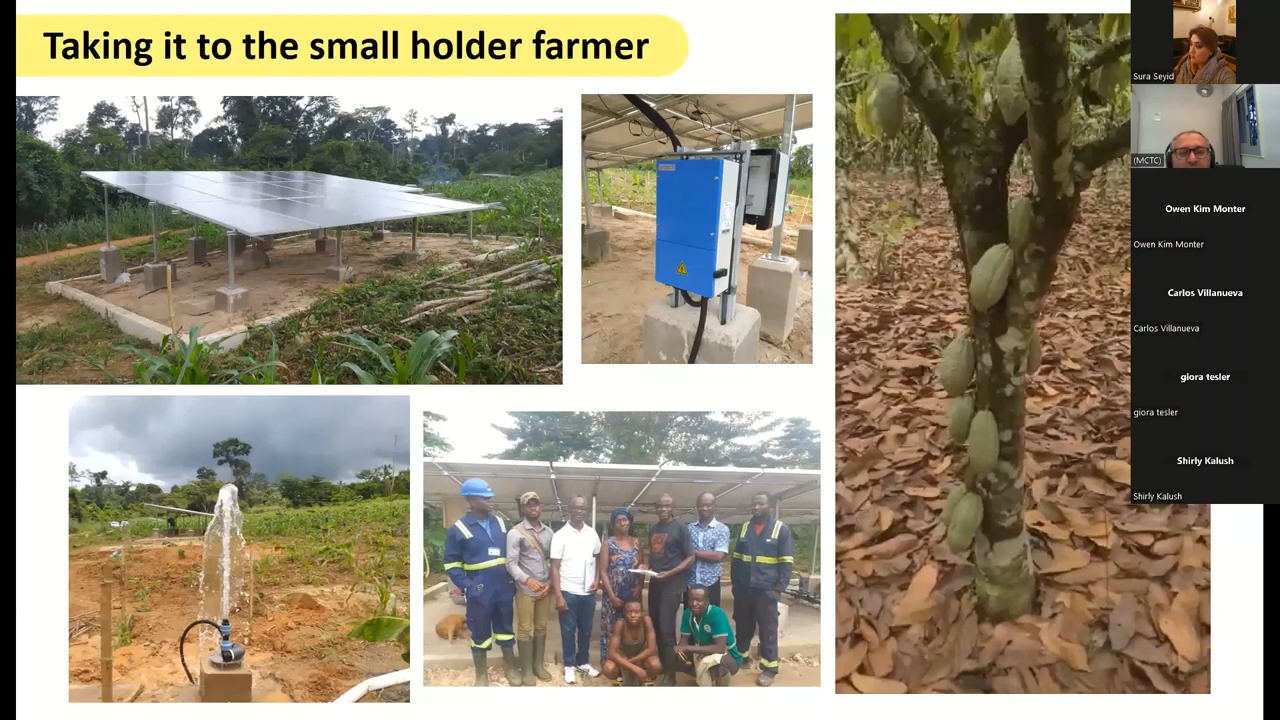 Taking it to the small holder farmer
Sura Seyid
(MCTC)
Owen Kim Monter
Owen Kim Monter
Carlos Villanueva
Carlos Villanueva
giora tesler
giora tesler
Shirly Kalush
Shirly Kalush